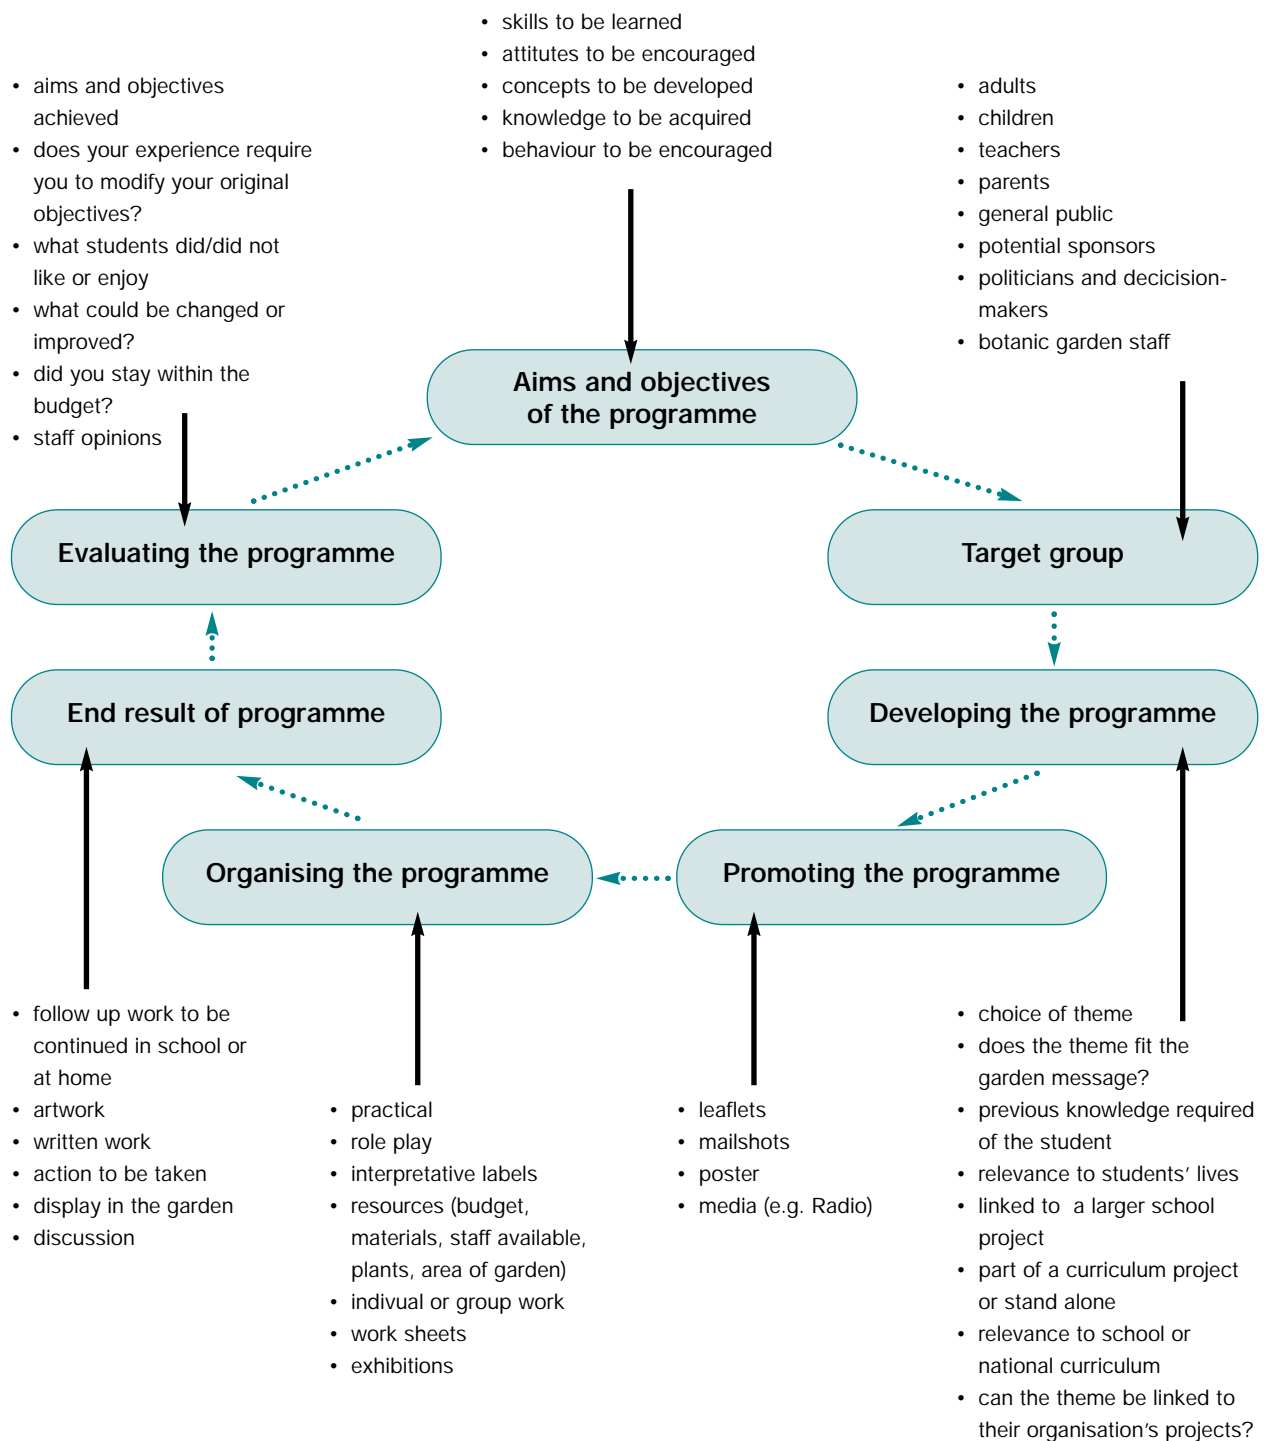 • skills to be learned
• attitutes to be encouraged
• concepts to be developed
• knowledge to be acquired
• behaviour to be encouraged
• aims and objectives
achieved
• does your experience require
you to modify your original
objectives?
• what students did/did not
like or enjoy
• what could be changed or
improved?
• did you stay within the
budget?
• staff opinions
• adults
• children
• teachers
• parents
• general public
• potential sponsors
• politicians and decicision-
makers
• botanic garden staff
Aims and objectives
of the programme
Evaluating the programme
Target group
End result of programme
Developing the programme
Organising the programme
Promoting the programme
• follow up work to be
continued in school or
at home
• artwork
• written work
• action to be taken
• display in the garden
• discussion
• practical
• role play
• interpretative labels
• resources (budget,
materials, staff available,
plants, area of garden)
• indivual or group work
• work sheets
• exhibitions
• leaflets
• mailshots
• poster
• media (e.g. Radio)
• choice of theme
• does the theme fit the
garden message?
• previous knowledge required
of the student
• relevance to students' lives
• linked to a larger school
project
• part of a curriculum project
or stand alone
• relevance to school or
national curriculum
• can the theme be linked to
their organisation's projects?